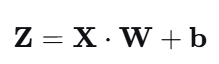 Z = X · W + b